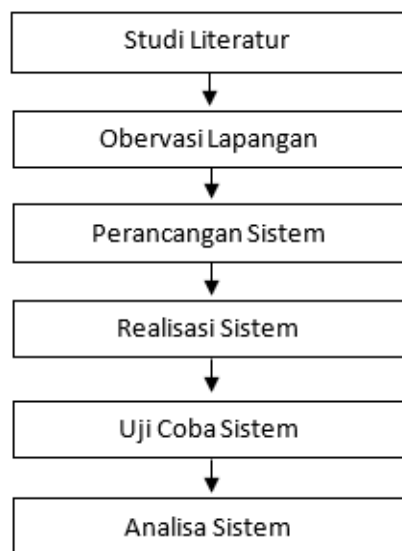 Studi Literatur
Obervasi Lapangan
Perancangan Sistem
Realisasi Sistem
Uji Coba Sistem
Analisa Sistem